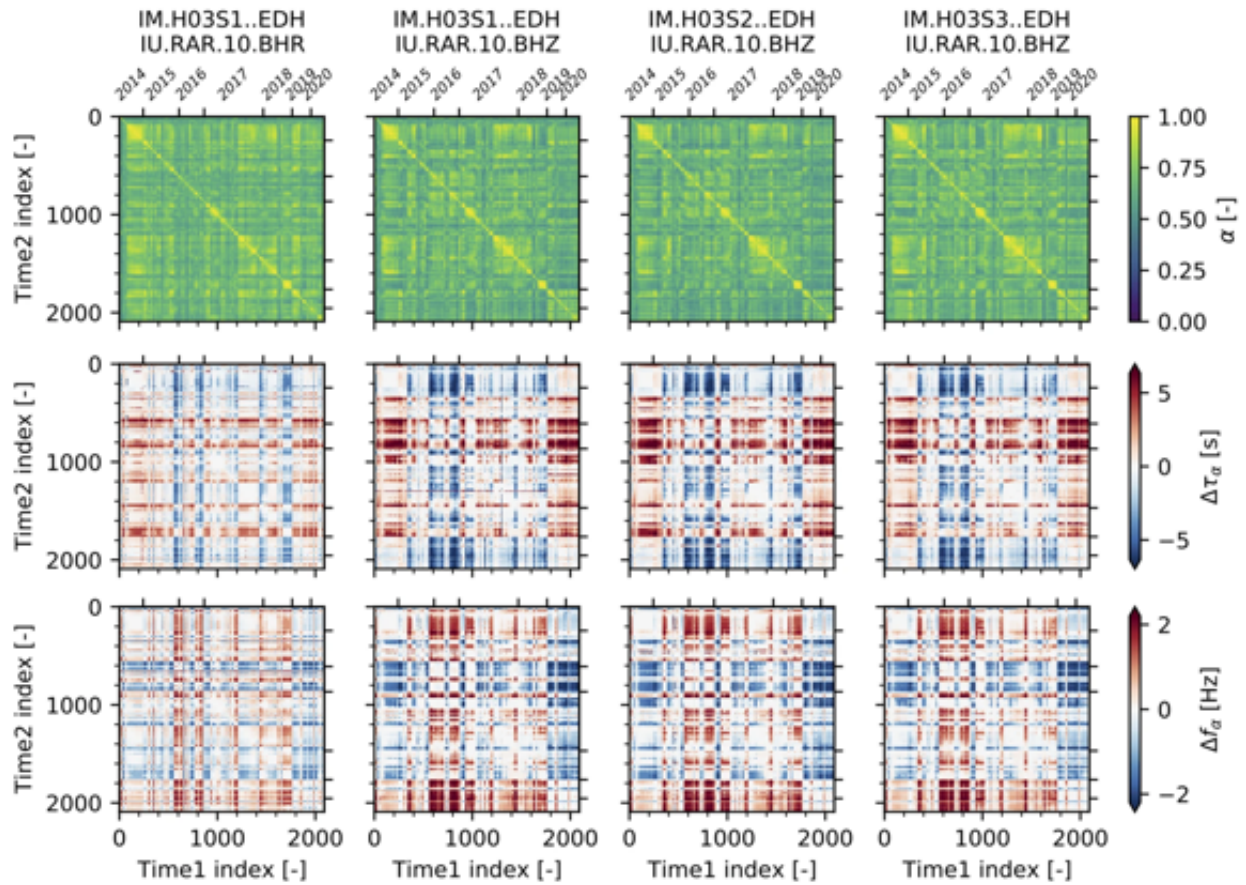 IM.H03S1..EDH IM.H03S1..EDH IM.H03S2..EDH IM.H03S3..EDH
IU.RAR.10.BHR IU.RAR.10.BHZ IU.RAR.10.BHZ IU.RAR.10.BHZ
2014 2015 2016 2017 2018 2019 2020 2014 2015 2016 2017 2018 2019 2020 2014 2015 2016 2017 2018 2019 2020 2014 2015 2016 2017 2018 2019 2020
Time2 index [-]
0
1000
2000
1.00
0.75
0.50
0.25
0.00
α [-]
Time2 index [-]
0
1000
2000
5
0
−5
Δτα [s]
Time2 index [-]
0
1000
2000
2
0
−2
Δfα [Hz]
0 1000 2000 0 1000 2000 0 1000 2000 0 1000 2000
Time1 index [-] Time1 index [-] Time1 index [-] Time1 index [-]